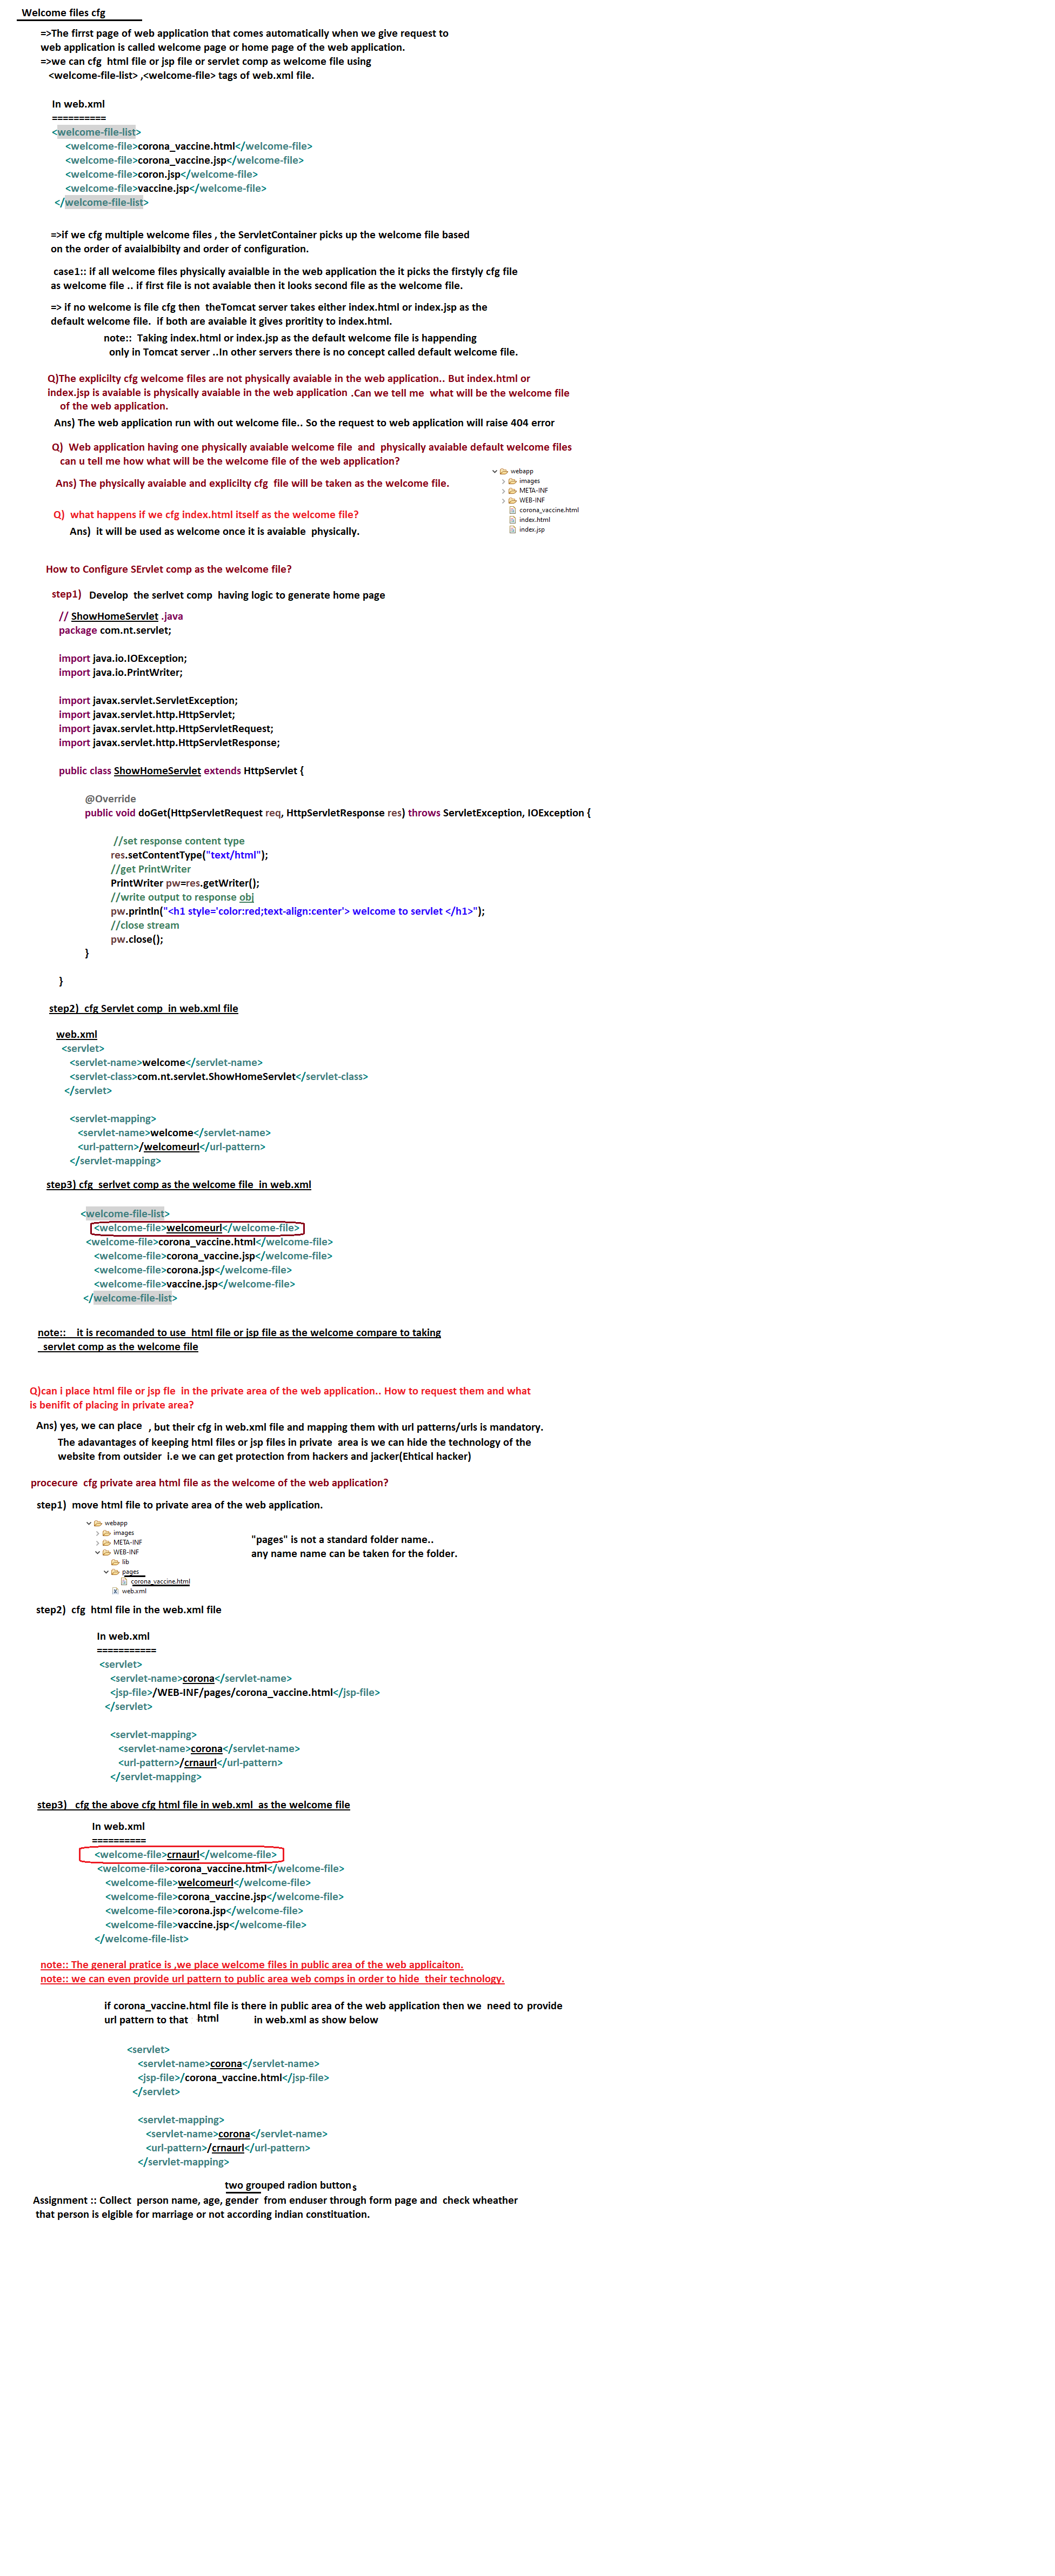 Welcome files cfg
=>The firrst page of web application that comes automatically when we give request to
web application is called welcome page or home page of the web application.
=>we can cfg  html file or jsp file or servlet comp as welcome file using
<welcome-file-list> ,<welcome-file> tags of web.xml file.
In web.xml
==========
<welcome-file-list>
<welcome-file>corona_vaccine.html</welcome-file>
<welcome-file>corona_vaccine.jsp</welcome-file>
<welcome-file>coron.jsp</welcome-file>
<welcome-file>vaccine.jsp</welcome-file>
</welcome-file-list>
=>if we cfg multiple welcome files , the ServletContainer picks up the welcome file based
on the order of avaialbibilty and order of configuration.
case1:: if all welcome files physically avaialble in the web application the it picks the firstyly cfg file
as welcome file .. if first file is not avaiable then it looks second file as the welcome file.
=> if no welcome is file cfg then  theTomcat server takes either index.html or index.jsp as the
default welcome file.  if both are avaiable it gives proritity to index.html.
note::  Taking index.html or index.jsp as the default welcome file is happending
only in Tomcat server ..In other servers there is no concept called default welcome file.
Q)The explicilty cfg welcome files are not physically avaiable in the web application.. But index.html or
index.jsp is avaiable is physically avaiable in the web application .Can we tell me  what will be the welcome file
of the web application.
Ans) The web application run with out welcome file.. So the request to web application will raise 404 error
Q)  Web application having one physically avaiable welcome file  and  physically avaiable default welcome files
can u tell me how what will be the welcome file of the web application?
Ans) The physically avaiable and explicilty cfg  file will be taken as the welcome file.
webapp
images
META-INF
WEB-INF
corona_vaccine.html
index.html
index.jsp
Q)  what happens if we cfg index.html itself as the welcome file?
Ans)  it will be used as welcome once it is avaiable  physically.
How to Configure SErvlet comp as the welcome file?
step1)  Develop  the serlvet comp  having logic to generate home page
// ShowHomeServlet .java
package com.nt.servlet;
import java.io.IOException;
import java.io.PrintWriter;
import javax.servlet.ServletException;
import javax.servlet.http.HttpServlet;
import javax.servlet.http.HttpServletRequest;
import javax.servlet.http.HttpServletResponse;
public class ShowHomeServlet extends HttpServlet {
@Override
public void doGet(HttpServletRequest req, HttpServletResponse res) throws ServletException, IOException {
//set response content type
res.setContentType("text/html");
//get PrintWriter
PrintWriter pw=res.getWriter();
//write output to response obj
pw.println("<h1 style='color:red;text-align:center'> welcome to servlet </h1>");
//close stream
pw.close();
}
}
step2)  cfg Servlet comp  in web.xml file
web.xml
<servlet>
<servlet-name>welcome</servlet-name>
<servlet-class>com.nt.servlet.ShowHomeServlet</servlet-class>
</servlet>
<servlet-mapping>
<servlet-name>welcome</servlet-name>
<url-pattern>/welcomeurl</url-pattern>
</servlet-mapping>
step3) cfg  serlvet comp as the welcome file  in web.xml
<welcome-file-list>
<welcome-file>welcomeurl</welcome-file>
<welcome-file>corona_vaccine.html</welcome-file>
<welcome-file>corona_vaccine.jsp</welcome-file>
<welcome-file>corona.jsp</welcome-file>
<welcome-file>vaccine.jsp</welcome-file>
</welcome-file-list>
note::   it is recomanded to use  html file or jsp file as the welcome compare to taking
servlet comp as the welcome file
Q)can i place html file or jsp fle  in the private area of the web application.. How to request them and what
is benifit of placing in private area?
Ans) yes, we can place  , but their cfg in web.xml file and mapping them with url patterns/urls is mandatory.
The adavantages of keeping html files or jsp files in private  area is we can hide the technology of the
website from outsider  i.e we can get protection from hackers and jacker(Ehtical hacker)
procecure  cfg private area html file as the welcome of the web application?
step1)  move html file to private area of the web application.
webapp
images
META-INF
WEB-INF
lib
pages
corona_vaccine.html
web.xml
"pages" is not a standard folder name..
any name name can be taken for the folder.
step2)  cfg  html file in the web.xml file
In web.xml
===========
<servlet>
<servlet-name>corona</servlet-name>
<jsp-file>/WEB-INF/pages/corona_vaccine.html</jsp-file>
</servlet>
<servlet-mapping>
<servlet-name>corona</servlet-name>
<url-pattern>/crnaurl</url-pattern>
</servlet-mapping>
step3)   cfg the above cfg html file in web.xml  as the welcome file
In web.xml
==========
<welcome-file>crnaurl</welcome-file>
<welcome-file>corona_vaccine.html</welcome-file>
<welcome-file>welcomeurl</welcome-file>
<welcome-file>corona_vaccine.jsp</welcome-file>
<welcome-file>corona.jsp</welcome-file>
<welcome-file>vaccine.jsp</welcome-file>
</welcome-file-list>
note:: The general pratice is ,we place welcome files in public area of the web applicaiton.
note:: we can even provide url pattern to public area web comps in order to hide  their technology.
if corona_vaccine.html file is there in public area of the web application then we  need to provide
url pattern to that  html  in web.xml as show below
<servlet>
<servlet-name>corona</servlet-name>
<jsp-file>/corona_vaccine.html</jsp-file>
</servlet>
<servlet-mapping>
<servlet-name>corona</servlet-name>
<url-pattern>/crnaurl</url-pattern>
</servlet-mapping>
two grouped radion buttons
Assignment :: Collect  person name, age, gender  from enduser through form page and  check wheather
that person is elgible for marriage or not according indian constituation.